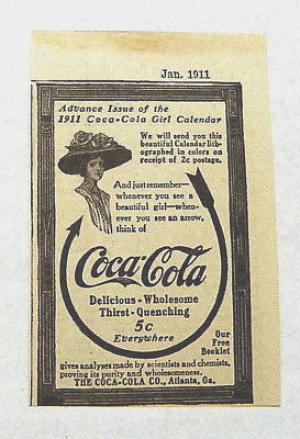 Jan. 1911
Advance Issue of the
1911 Coca-Cola Girl Calendar
We will send you this
beautiful Calendar lith-
ographed in colors on
receipt of 2c postage.
And just remember—
whenever you see a
beautiful girl—when-
ever you see an arrow,
think of
Coca-Cola
Delicious - Wholesome
Thirst - Quenching
5c
Everywhere
Our
Free
Booklet
gives analyses made by scientists and chemists,
proving its purity and wholesomeness.
THE COCA-COLA CO., Atlanta, Ga.